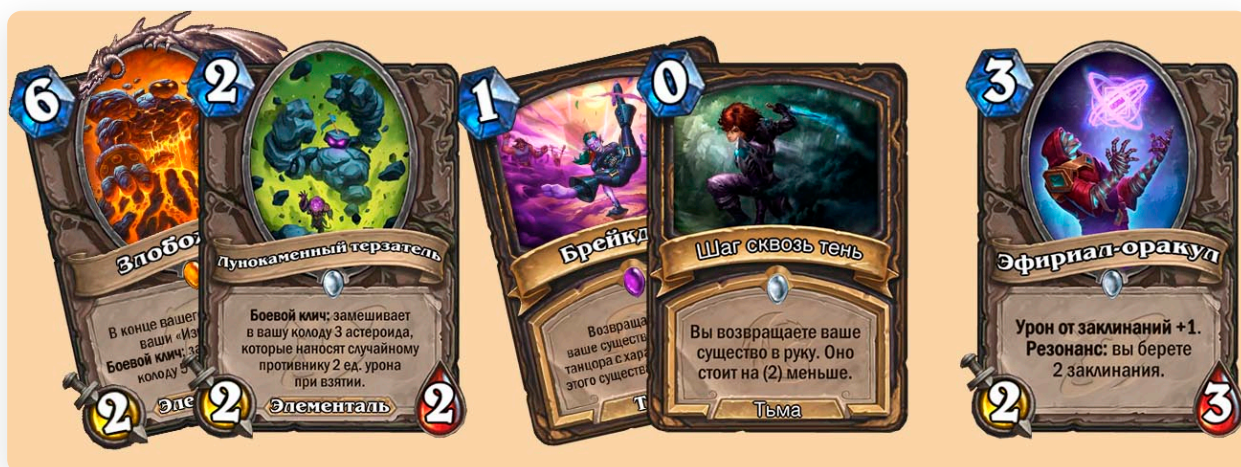 6
Злобо
В конце вашего
ваши «Из
Боевой клич: за
колоду 5
Эле
2
2
Лунокаменный терзатель
Боевой клич: замешивает
в вашу колоду 3 астероида,
которые наносят случайному
противнику 2 ед. урона
при взятии.
Элементаль
2
2
1
Брейкд
Возвраща
ваше существ
танцора с хара
этого существа
Т
0
Шаг сквозь тень
Вы возвращаете ваше
существо в руку. Оно
стоит на (2) меньше.
Тьма
3
Эфириал-оракул
Урон от заклинаний +1.
Резонанс: вы берете
2 заклинания.
2
3